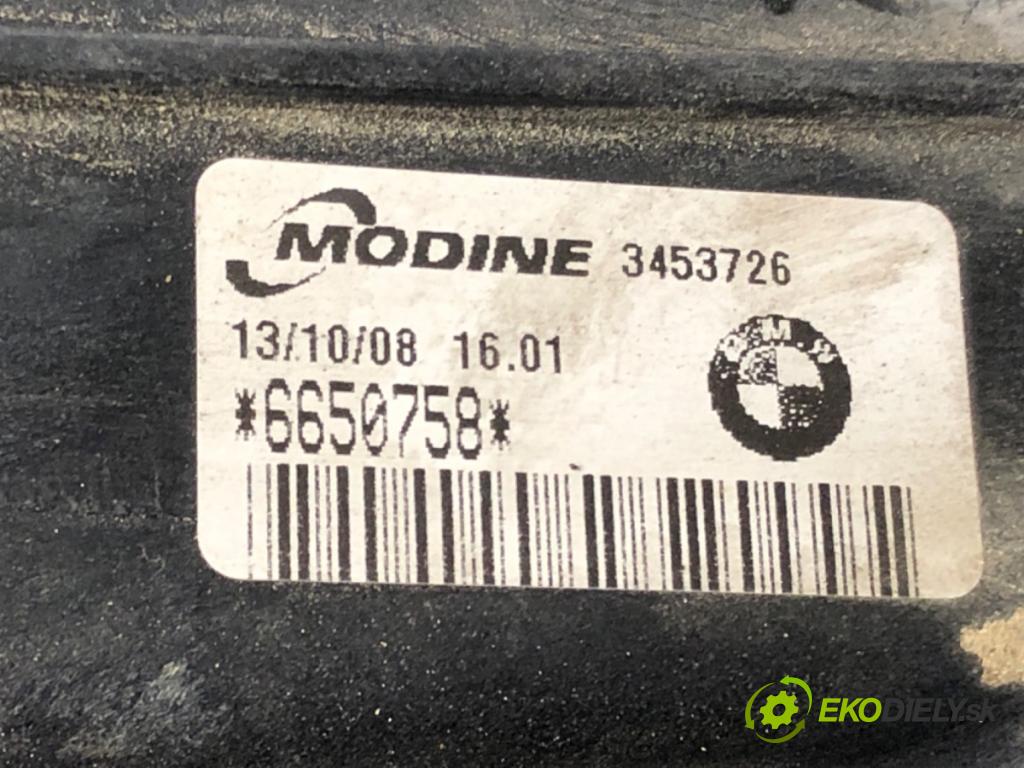 MODINE 3453726
13/10/08 16.01
*6650758*
EKODIELY.sk